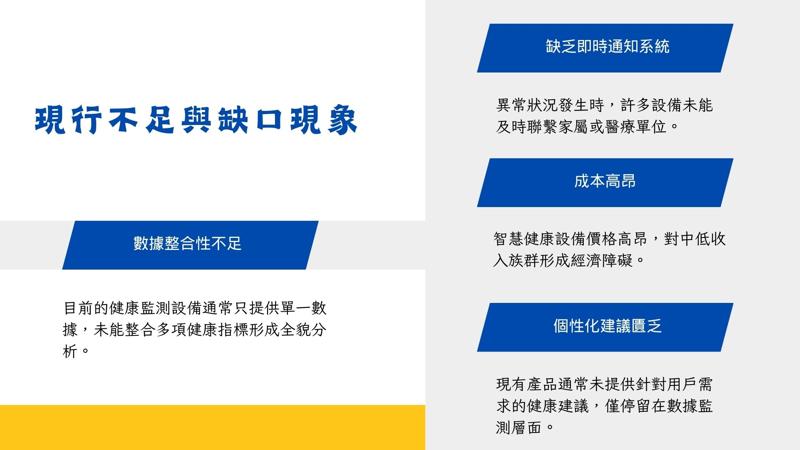 現行不足與缺口現象
數據整合性不足
目前的健康監測設備通常只提供單一數
據，未能整合多項健康指標形成全貌分
析。
缺乏即時通知系統
異常狀況發生時，許多設備未能
及時聯繫家屬或醫療單位。
成本高昂
智慧健康設備價格高昂，對中低收
入族群形成經濟障礙。
個性化建議匱乏
現有產品通常未提供針對用戶需
求的健康建議，僅停留在數據監
測層面。